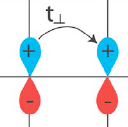 t⊥
+ +
- -